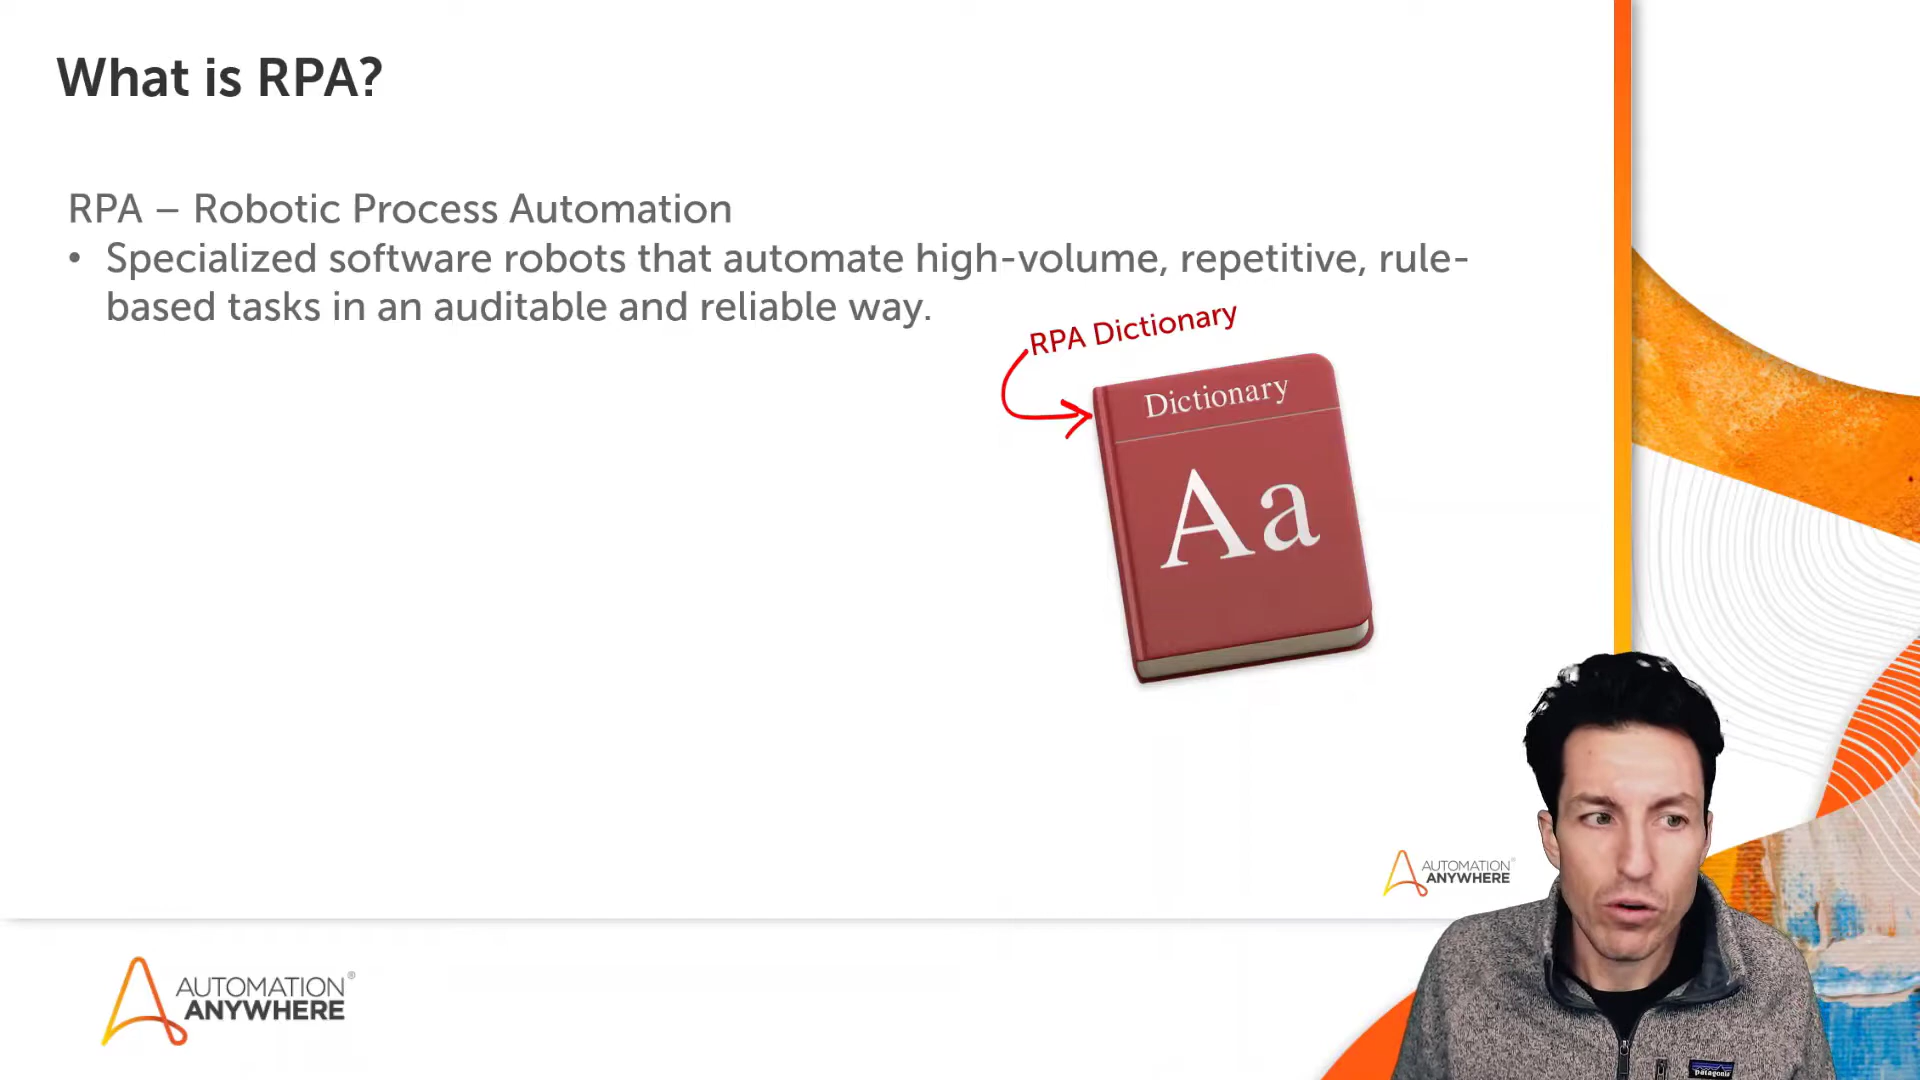 What is RPA?
RPA – Robotic Process Automation
• Specialized software robots that automate high-volume, repetitive, rule-
based tasks in an auditable and reliable way.
RPA Dictionary
Dictionary
Aa
AUTOMATION®
ANYWHERE
AUTOMATION®
ANYWHERE
patagonia